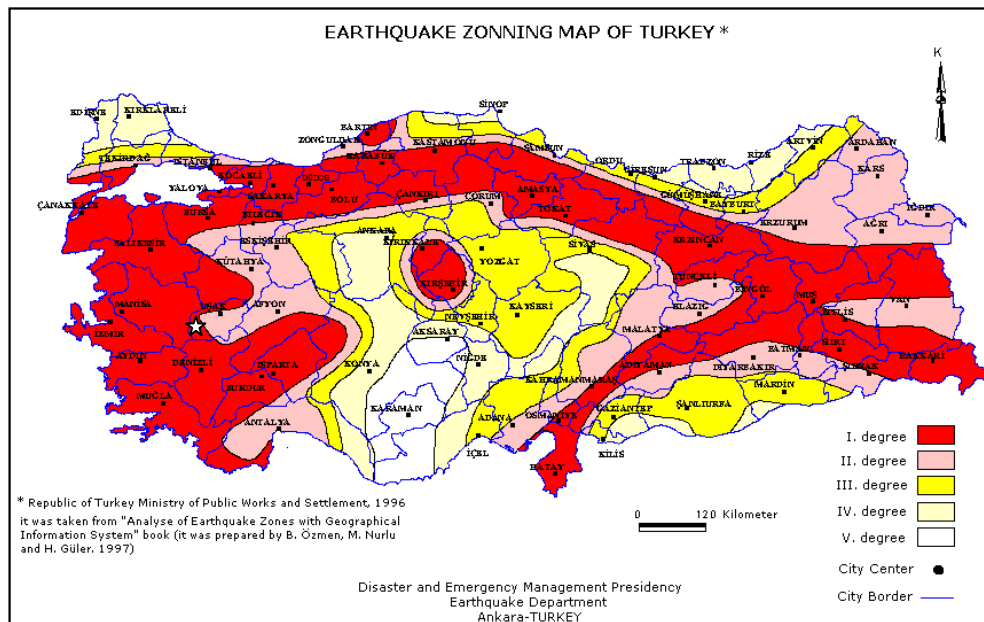 EARTHQUAKE ZONNING MAP OF TURKEY *
K
SİNOP
EDİRNE
KIRKLARELİ
BARTIN
ZONGULDAK
KASTAMONU
KARABÜK
SAMSUN
ARTVİN
ARDAHAN
TEKİRDAĞ
İSTANBUL
ORDU
GİRESUN
TRABZON
RİZE
KARS
KOCAELİ
YALOVA
SAKARYA
BOLU
ÇANKIRI
ÇORUM
AMASYA
TOKAT
GÜMÜŞHANE
BAYBURT
IĞDIR
ÇANAKKALE
BURSA
BİLECİK
ERZURUM
AĞRI
BALIKESİR
ESKİŞEHİR
ANKARA
KIRIKKALE
YOZGAT
SİVAS
ERZİNCAN
KÜTAHYA
KIRŞEHİR
TUNCELİ
BİNGÖL
MUŞ
VAN
MANİSA
UŞAK
AFYON
NEVŞEHİR
KAYSERİ
ELAZIĞ
BİTLİS
İZMİR
AKSARAY
MALATYA
SİİRT
AYDIN
DENİZLİ
ISPARTA
KONYA
NİĞDE
KAHRAMANMARAŞ
ADIYAMAN
DİYARBAKIR
BATMAN
ŞIRNAK
HAKKARİ
BURDUR
MARDİN
MUĞLA
ANTALYA
KARAMAN
ADANA
OSMANİYE
GAZİANTEP
ŞANLIURFA
İÇEL
KİLİS
HATAY
I. degree
II. degree
III. degree
IV. degree
V. degree
City Center
City Border
0 120 Kilometer
* Republic of Turkey Ministry of Public Works and Settlement, 1996
it was taken from "Analyse of Earthquake Zones with Geographical
Information System" book (it was prepared by B. Özmen, M. Nurlu
and H. Güler. 1997)
Disaster and Emergency Management Presidency
Earthquake Department
Ankara-TURKEY